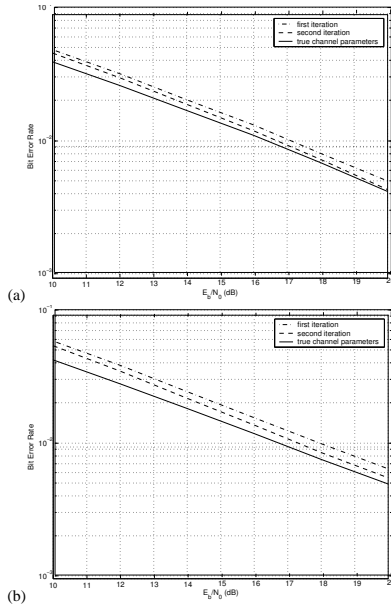 10⁻¹
first iteration
second iteration
true channel parameters
Bit Error Rate
10⁻²
10⁻³
10 11 12 13 14 15 16 17 18 19 20
E_b/N_0 (dB)
(a)
10⁻¹
first iteration
second iteration
true channel parameters
Bit Error Rate
10⁻²
10⁻³
10 11 12 13 14 15 16 17 18 19
E_b/N_0 (dB)
(b)